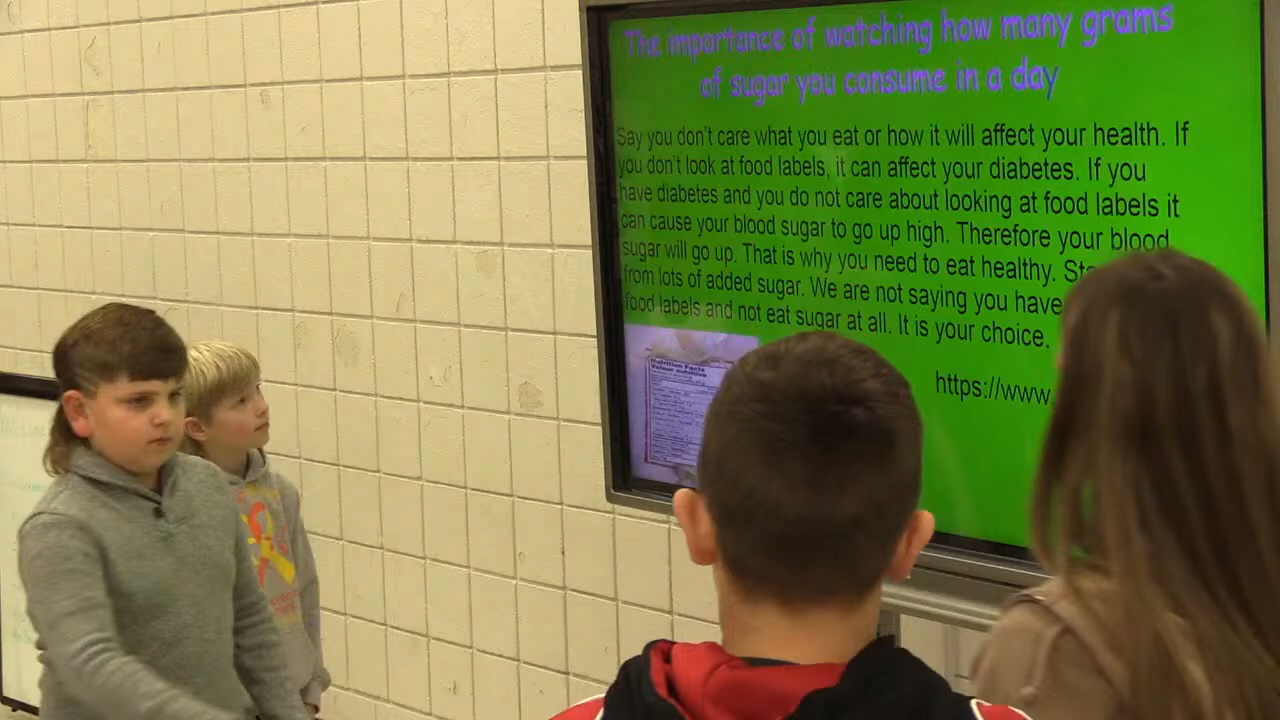 The importance of watching how many grams
of sugar you consume in a day
Say you don't care what you eat or how it will affect your health. If
you don't look at food labels, it can affect your diabetes. If you
have diabetes and you do not care about looking at food labels it
can cause your blood sugar to go up high. Therefore your blood
sugar will go up. That is why you need to eat healthy.
from lots of added sugar. We are not saying you have
food labels and not eat sugar at all. It is your choice.
https://www.
Nutrition Facts
Valeur nutritive